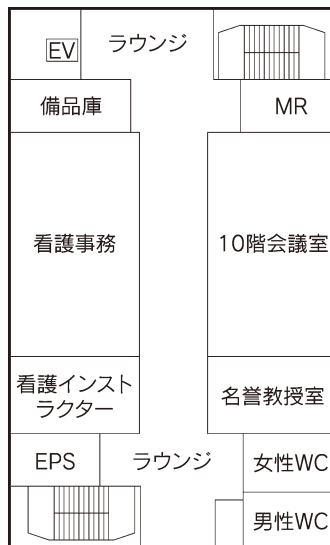 EV
ラウンジ
備品庫
MR
看護事務
10階会議室
看護インスト
ラクター
名誉教授室
EPS
ラウンジ
女性WC
男性WC